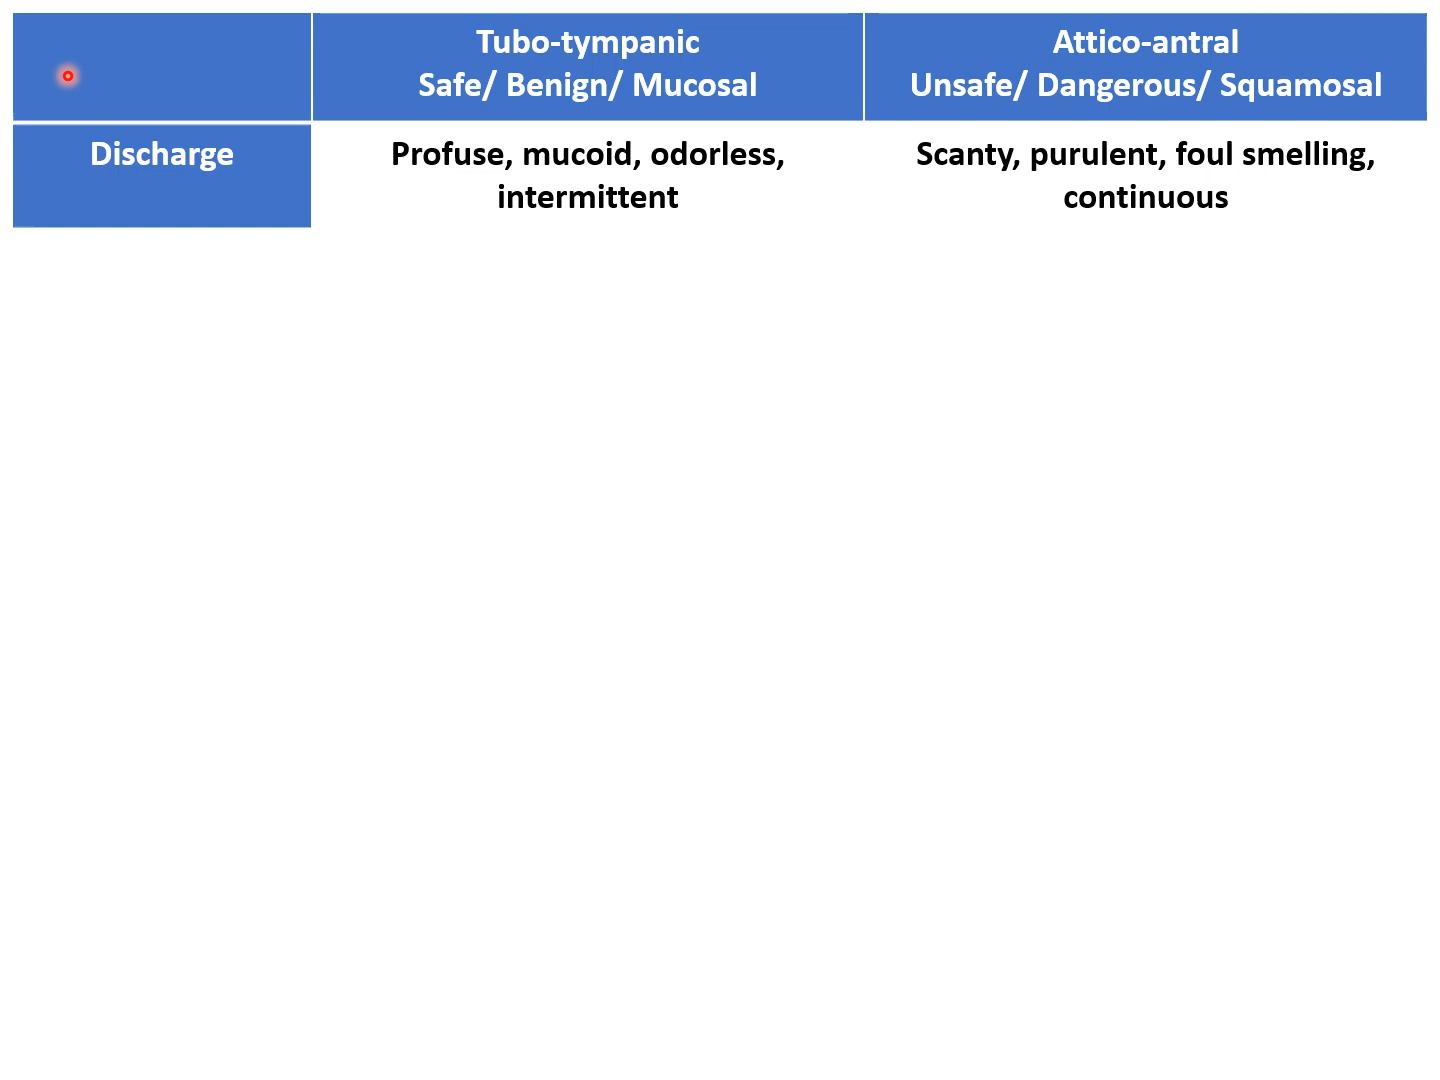 Tubo-tympanic
Safe/ Benign/ Mucosal
Attico-antral
Unsafe/ Dangerous/ Squamosal
Discharge
Profuse, mucoid, odorless,
intermittent
Scanty, purulent, foul smelling,
continuous